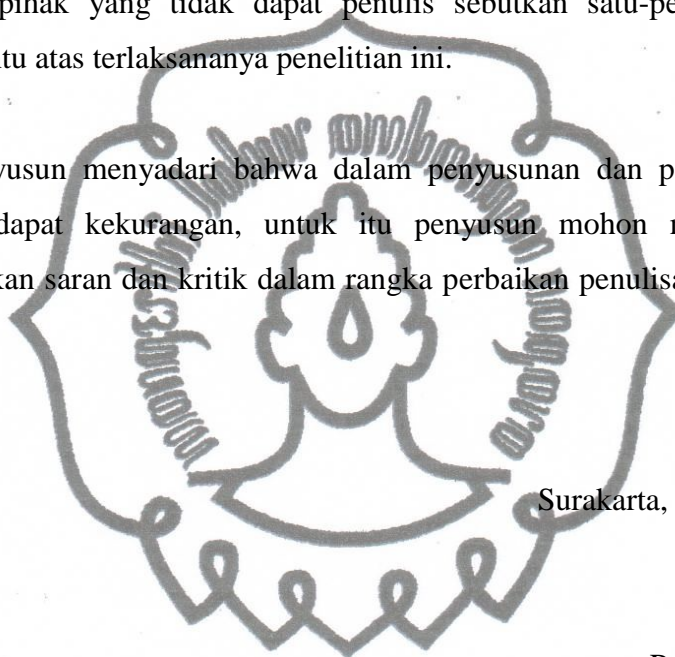 pihak yang tidak dapat penulis sebutkan satu-pe
tu atas terlaksananya penelitian ini.
yusun menyadari bahwa dalam penyusunan dan p
dapat kekurangan, untuk itu penyusun mohon
kan saran dan kritik dalam rangka perbaikan penulisa
Surakarta,